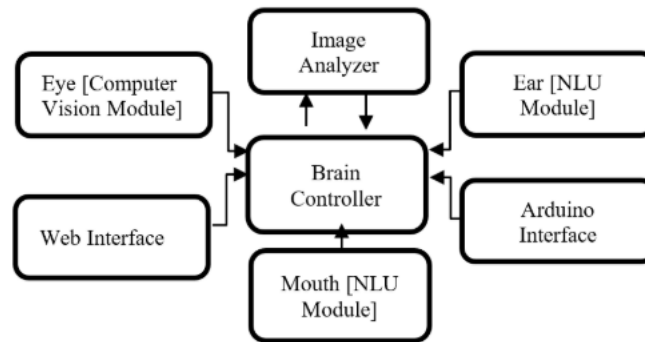 Image
Analyzer
Eye [Computer
Vision Module]
Ear [NLU
Module]
Brain
Controller
Web Interface
Arduino
Interface
Mouth [NLU
Module]